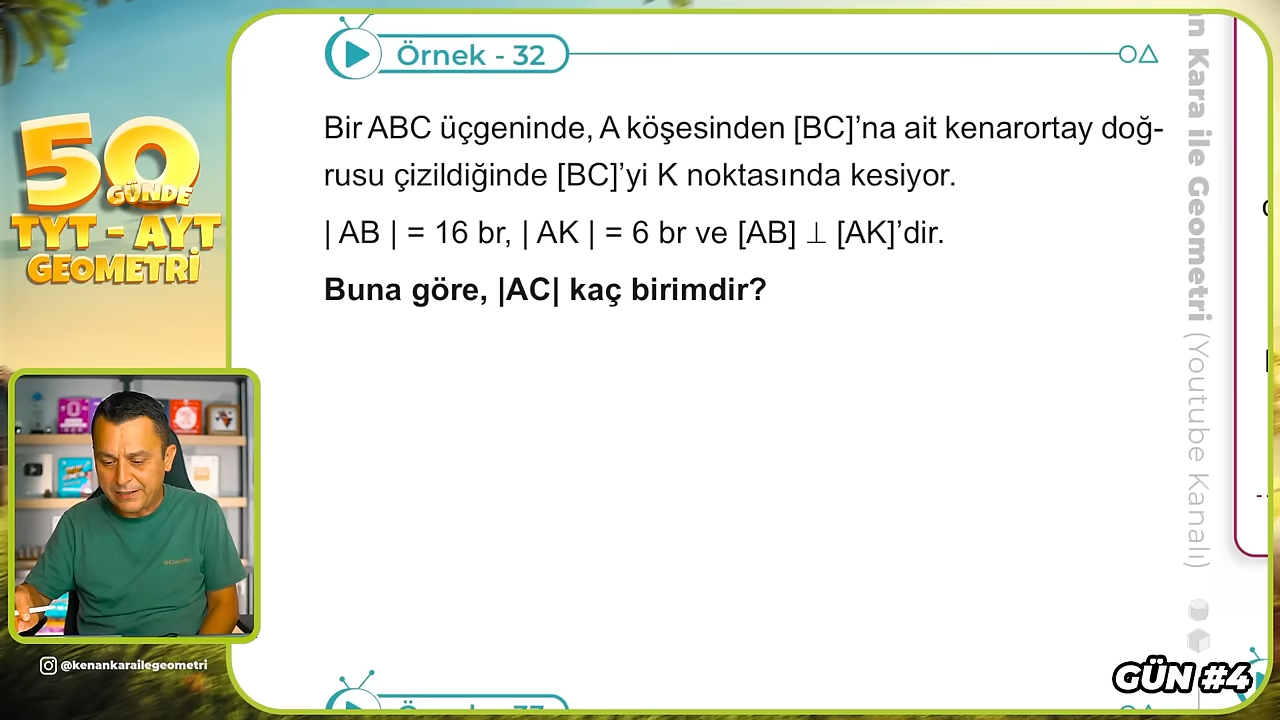 50
GÜNDE
TYT - AYT
GEOMETRİ
Örnek - 32
Bir ABC üçgeninde, A köşesinden [BC]’na ait kenarortay doğ-
rusu çizildiğinde [BC]’yi K noktasında kesiyor.
| AB | = 16 br, | AK | = 6 br ve [AB] ⊥ [AK]’dir.
Buna göre, |AC| kaç birimdir?
Kara ile Geometri (Youtube Kanalı)
@kenankarailegeometri
GÜN #4